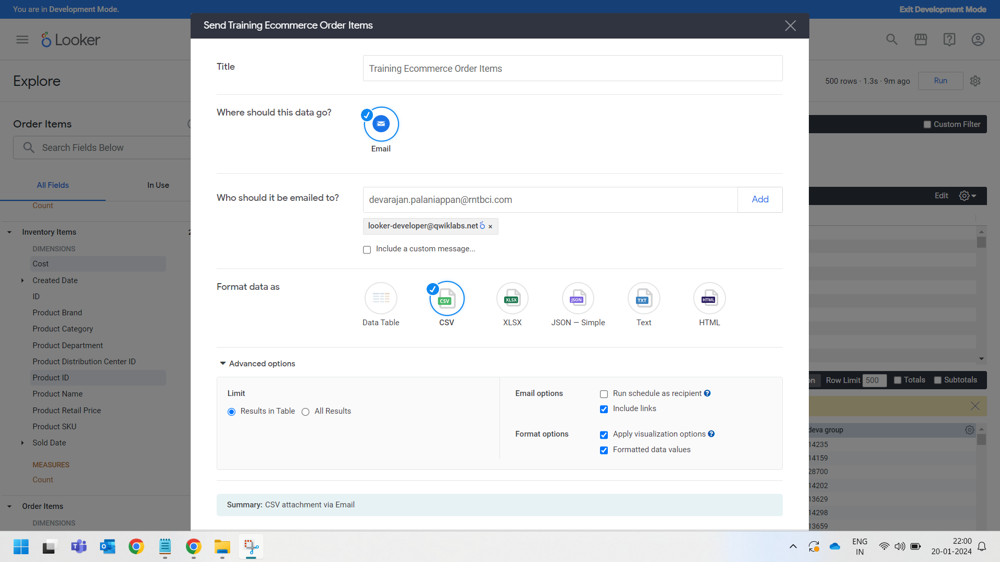 You are in Development Mode.
Exit Development Mode
Send Training Ecommerce Order Items
Looker
Title
Training Ecommerce Order Items
Explore
500 rows · 1.3s · 9m ago
Run
Where should this data go?
Email
Order Items
Custom Filter
Search Fields Below
All Fields
In Use
Who should it be emailed to?
devarajan.palaniappan@rntbci.com
Add
Edit
Count
looker-developer@qwiklabs.net ×
Inventory Items
Include a custom message...
DIMENSIONS
Cost
Created Date
ID
Product Brand
Product Category
Product Department
Product Distribution Center ID
Product ID
Product Name
Product Retail Price
Product SKU
Sold Date
MEASURES
Count
Order Items
DIMENSIONS
Format data as
CSV
XLSX
JSON
TXT
HTML
Data Table
CSV
XLSX
JSON — Simple
Text
HTML
Advanced options
Limit
Results in Table
All Results
Email options
Run schedule as recipient
Include links
Format options
Apply visualization options
Formatted data values
Summary: CSV attachment via Email
on
Row Limit 500
Totals
Subtotals
deva group
14235
14159
28700
14202
13629
14298
13659
ENG
IN
22:00
20-01-2024